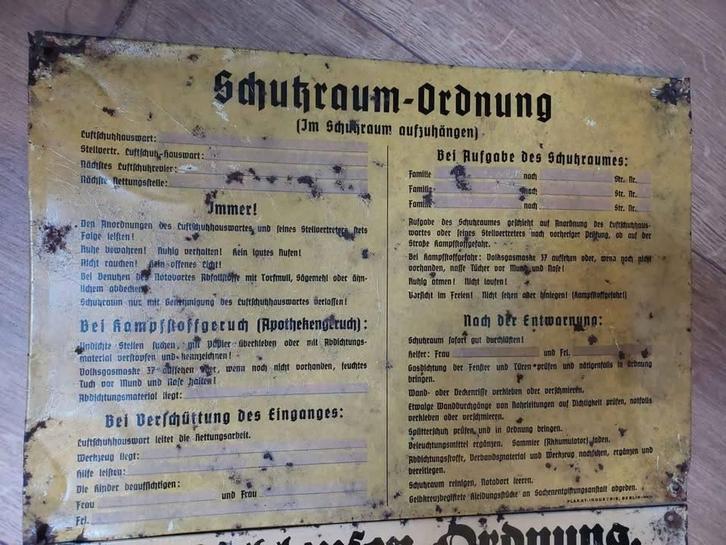 Schutzraum-Ordnung
(Im Schutzraum aufzuhängen)
Luftschutzhauswart:
Stellvertr. Luftschutz-Hauswart:
Nächstes Luftschutzrevier:
Nächste Rettungsstelle:
Immer!
Den Anordnungen des Luftschutzhauswartes und seines Stellvertreters stets
Folge leisten!
Ruhe bewahren! Ruhig verhalten! Kein lautes Rufen!
Nicht rauchen! Kein offenes Licht!
Bei Benutzen des Notabortes Abfallstoffe mit Torfmull, Sägemehl oder ähn-
lichem abdecken!
Schutzraum nur mit Genehmigung des Luftschutzhauswartes verlassen!
Bei Kampfstoffgeruch (Apothekengeruch):
Undichte Stellen suchen, mit Papier überkleben oder mit Abdichtungs-
material verstopfen und kennzeichnen!
Volksgasmaske 37 aufsetzen oder, wenn noch nicht vorhanden, feuchtes
Tuch vor Mund und Nase halten!
Abdichtungsmaterial liegt:
Bei Verschüttung des Einganges:
Luftschutzhauswart leitet die Rettungsarbeit.
Werkzeug liegt:
Hilfe leisten:
Die Kinder beaufsichtigen:
Frau und Frau
Frl.
Bei Aufgabe des Schutzraumes:
Familie nach Str. Nr.
Familie nach Str. Nr.
Familie nach Str. Nr.
Aufgabe des Schutzraumes geschieht auf Anordnung des Luftschutzhaus-
wartes oder seines Stellvertreters nach vorheriger Prüfung, ob auf der
Straße Kampfstoffgefahr.
Bei Kampfstoffgefahr: Volksgasmaske 37 aufsetzen oder, wenn noch nicht
vorhanden, nasse Tücher vor Mund und Nase!
Ruhig atmen! Nicht laufen!
Vorsicht im Freien! Nicht setzen oder hinlegen! (Kampfstoffgefahr!)
Nach der Entwarnung:
Schutzraum sofort gut durchlüften!
Helfer: Frau und Frl.
Gasdichtung der Fenster und Türen prüfen und nötigenfalls in Ordnung
bringen.
Wand- oder Deckenrisse verkleben oder verschmieren.
Etwaige Wanddurchgänge von Rohrleitungen auf Dichtigkeit prüfen, notfalls
verkleben oder verschmieren.
Splitterschutz prüfen, und in Ordnung bringen.
Beleuchtungsmittel ergänzen. Sammler (Akkumulator) laden.
Abdichtungsstoffe, Verbandsmaterial und Werkzeug nachsehen, ergänzen und
bereitlegen.
Schutzraum reinigen, Notabort leeren.
Gelbkreuzbegiftete Kleidungsstücke an Sachenentgiftungsanstalt abgeben.
PLAKAT-INDUSTRIE, BERLIN
Ordnung.